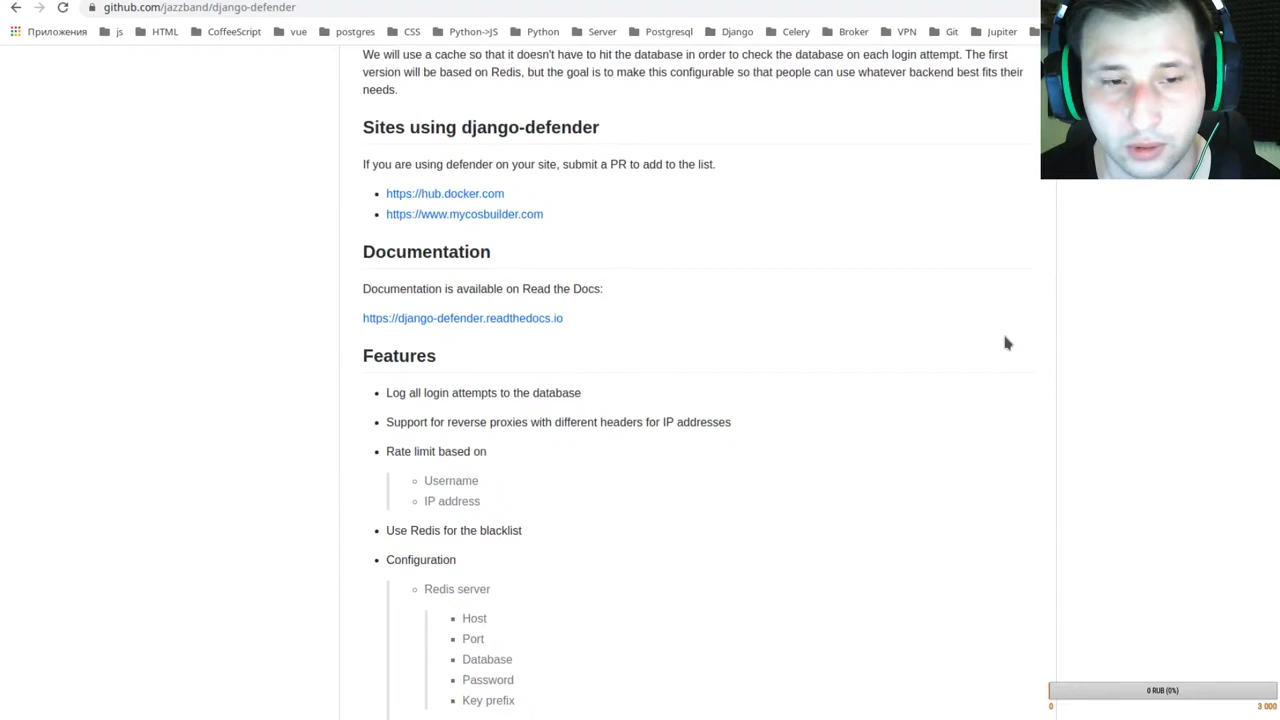 github.com/jazzband/django-defender
Приложения js HTML CoffeeScript vue postgres CSS Python->JS Python Server Postgresql Django Celery Broker VPN Git Jupiter
We will use a cache so that it doesn't have to hit the database in order to check the database on each login attempt. The first
version will be based on Redis, but the goal is to make this configurable so that people can use whatever backend best fits their
needs.
Sites using django-defender
If you are using defender on your site, submit a PR to add to the list.
https://hub.docker.com
https://www.mycosbuilder.com
Documentation
Documentation is available on Read the Docs:
https://django-defender.readthedocs.io
Features
Log all login attempts to the database
Support for reverse proxies with different headers for IP addresses
Rate limit based on
Username
IP address
Use Redis for the blacklist
Configuration
Redis server
Host
Port
Database
Password
Key prefix
0 RUB (0%)
0 3 000